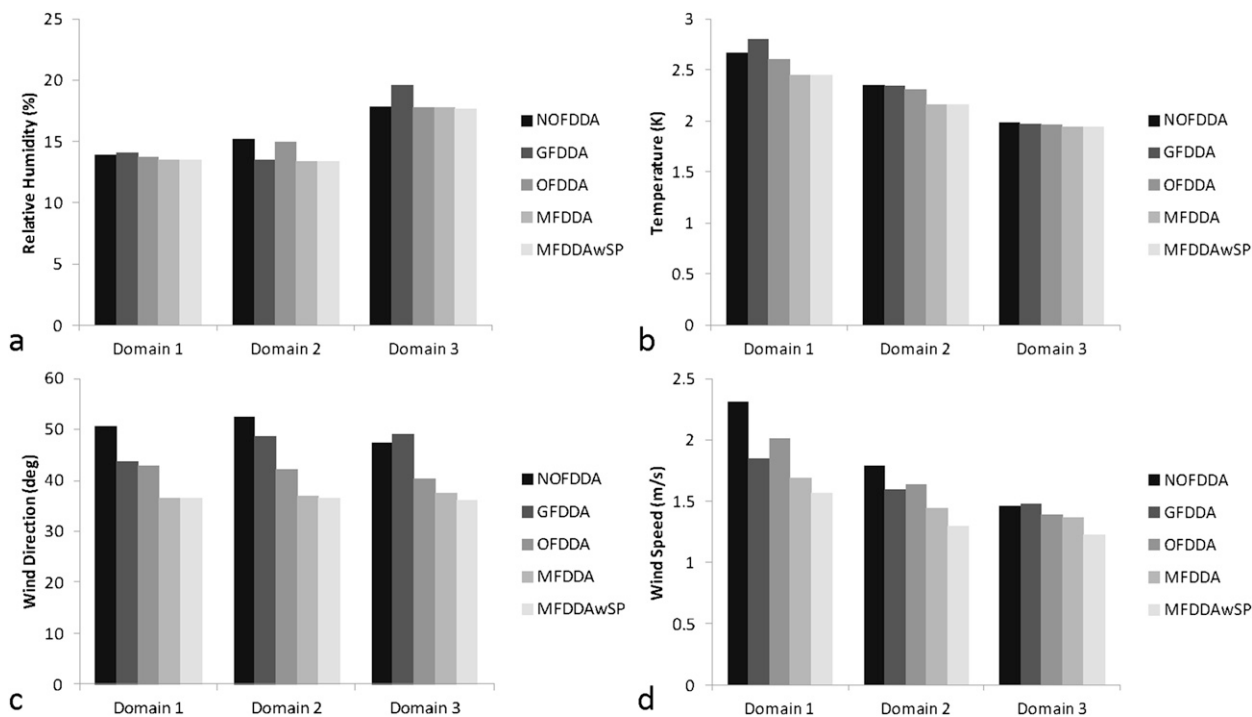 25
20
15
10
5
0
Relative Humidity (%)
Domain 1
Domain 2
Domain 3
NOFDDA
GFDDA
OFDDA
MFDDA
MFDDAwSP
a
3
2.5
2
1.5
1
0.5
0
Temperature (K)
Domain 1
Domain 2
Domain 3
NOFDDA
GFDDA
OFDDA
MFDDA
MFDDAwSP
b
60
50
40
30
20
10
0
Wind Direction (deg)
Domain 1
Domain 2
Domain 3
NOFDDA
GFDDA
OFDDA
MFDDA
MFDDAwSP
c
2.5
2
1.5
1
0.5
0
Wind Speed (m/s)
Domain 1
Domain 2
Domain 3
NOFDDA
GFDDA
OFDDA
MFDDA
MFDDAwSP
d